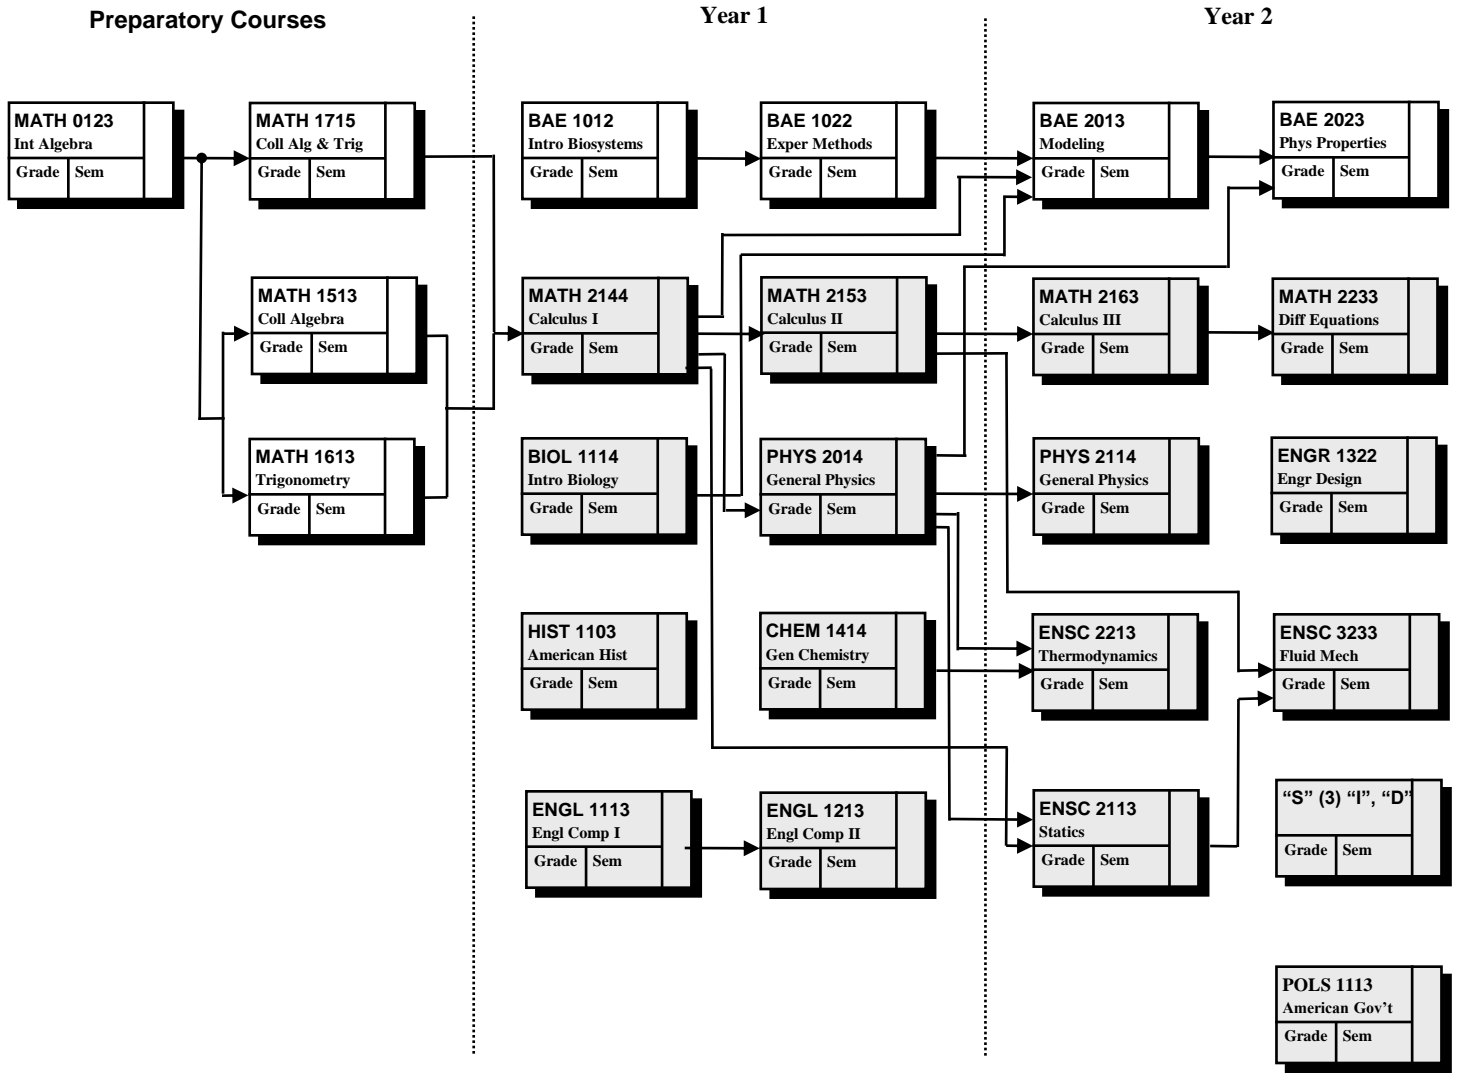 Preparatory Courses
Year 1
Year 2
MATH 0123
Int Algebra
Grade Sem
MATH 1715
Coll Alg & Trig
Grade Sem
BAE 1012
Intro Biosystems
Grade Sem
BAE 1022
Exper Methods
Grade Sem
BAE 2013
Modeling
Grade Sem
BAE 2023
Phys Properties
Grade Sem
MATH 1513
Coll Algebra
Grade Sem
MATH 2144
Calculus I
Grade Sem
MATH 2153
Calculus II
Grade Sem
MATH 2163
Calculus III
Grade Sem
MATH 2233
Diff Equations
Grade Sem
MATH 1613
Trigonometry
Grade Sem
BIOL 1114
Intro Biology
Grade Sem
PHYS 2014
General Physics
Grade Sem
PHYS 2114
General Physics
Grade Sem
ENGR 1322
Engr Design
Grade Sem
HIST 1103
American Hist
Grade Sem
CHEM 1414
Gen Chemistry
Grade Sem
ENSC 2213
Thermodynamics
Grade Sem
ENSC 3233
Fluid Mech
Grade Sem
ENGL 1113
Engl Comp I
Grade Sem
ENGL 1213
Engl Comp II
Grade Sem
ENSC 2113
Statics
Grade Sem
“S” (3) “I”, “D”
Grade Sem
POLS 1113
American Gov’t
Grade Sem